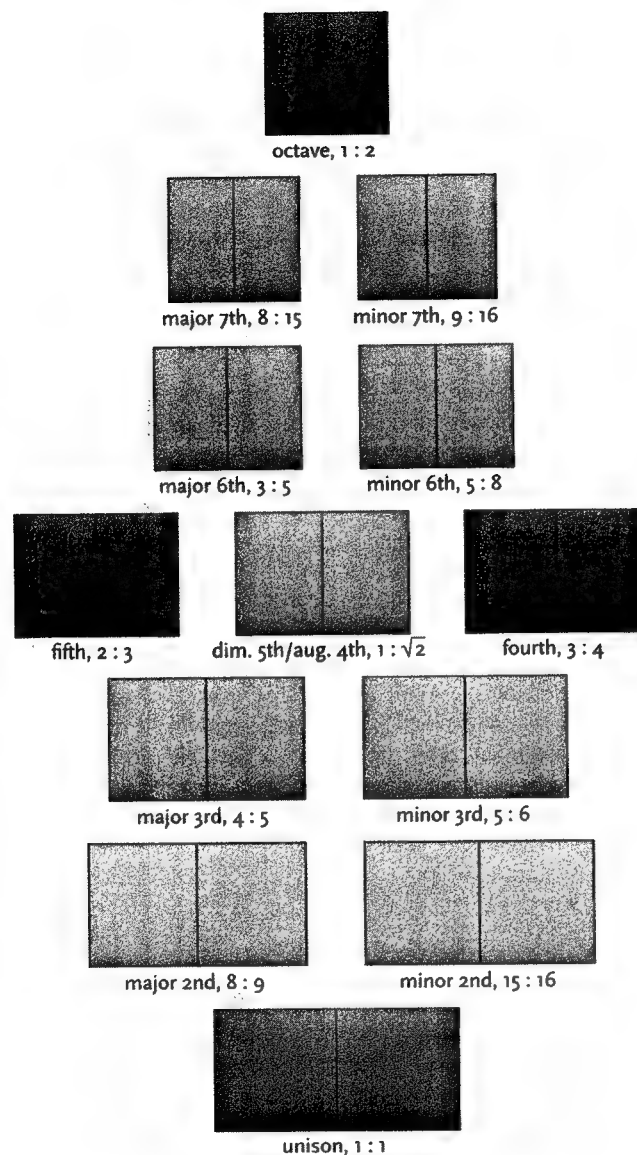 octave, 1 : 2
major 7th, 8 : 15 minor 7th, 9 : 16
major 6th, 3 : 5 minor 6th, 5 : 8
fifth, 2 : 3 dim. 5th/aug. 4th, 1 : √2 fourth, 3 : 4
major 3rd, 4 : 5 minor 3rd, 5 : 6
major 2nd, 8 : 9 minor 2nd, 15 : 16
unison, 1 : 1